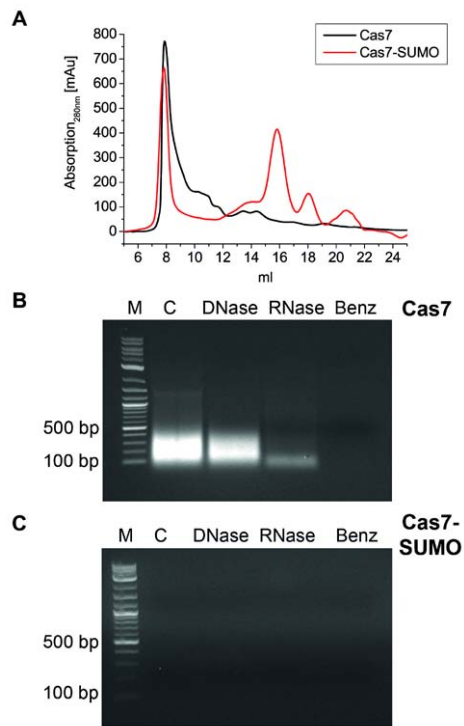 A
Cas7
Cas7-SUMO
Absorption280nm [mAu]
800
700
600
500
400
300
200
100
0
6 8 10 12 14 16 18 20 22 24
ml
B
M C DNase RNase Benz
Cas7
500 bp
100 bp
C
Cas7-
SUMO
M C DNase RNase Benz
500 bp
100 bp